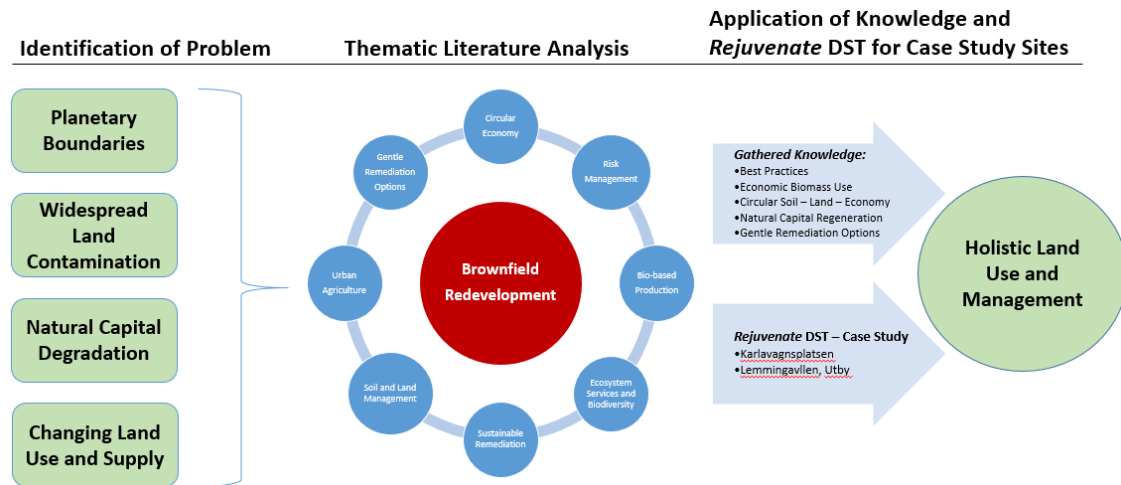 Identification of Problem
Thematic Literature Analysis
Application of Knowledge and
Rejuvenate DST for Case Study Sites
Planetary
Boundaries
Widespread
Land
Contamination
Natural Capital
Degradation
Changing Land
Use and Supply
Circular
Economy
Risk
Management
Bio-based
Production
Ecosystem
Services and
Biodiversity
Sustainable
Remediation
Soil and Land
Management
Urban
Agriculture
Gentle
Remediation
Options
Brownfield
Redevelopment
Gathered Knowledge:
•Best Practices
•Economic Biomass Use
•Circular Soil – Land – Economy
•Natural Capital Regeneration
•Gentle Remediation Options
Rejuvenate DST – Case Study
•Karlavagnsplatsen
•Lemmingavllen, Utby
Holistic Land
Use and
Management